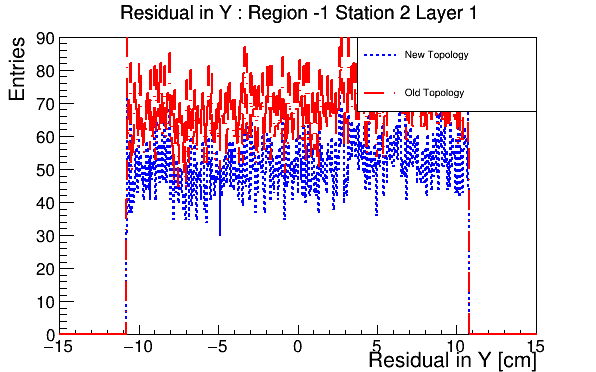 Residual in Y : Region -1 Station 2 Layer 1
Entries
90
80
70
60
50
40
30
20
10
0
New Topology
Old Topology
−15 −10 −5 0 5 10 15
Residual in Y [cm]